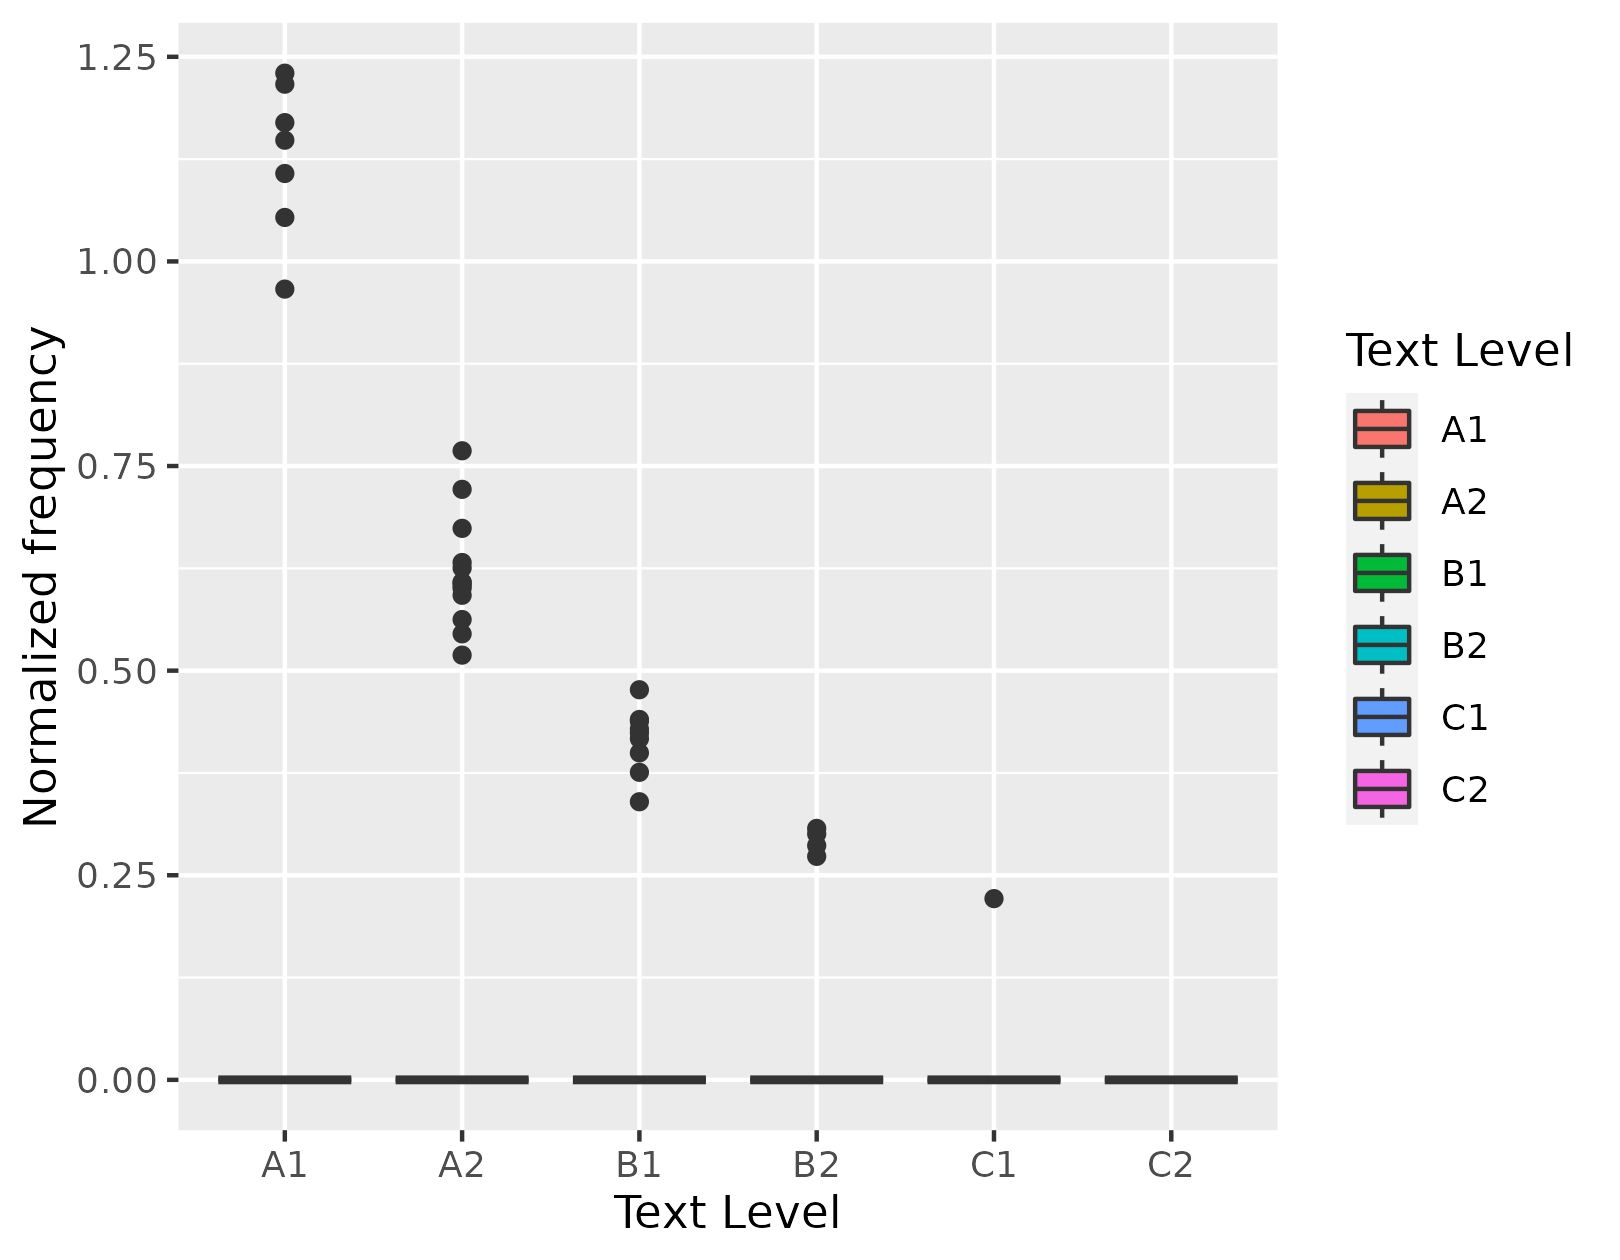 Normalized frequency
1.25
1.00
0.75
0.50
0.25
0.00
A1 A2 B1 B2 C1 C2
Text Level
Text Level
A1
A2
B1
B2
C1
C2